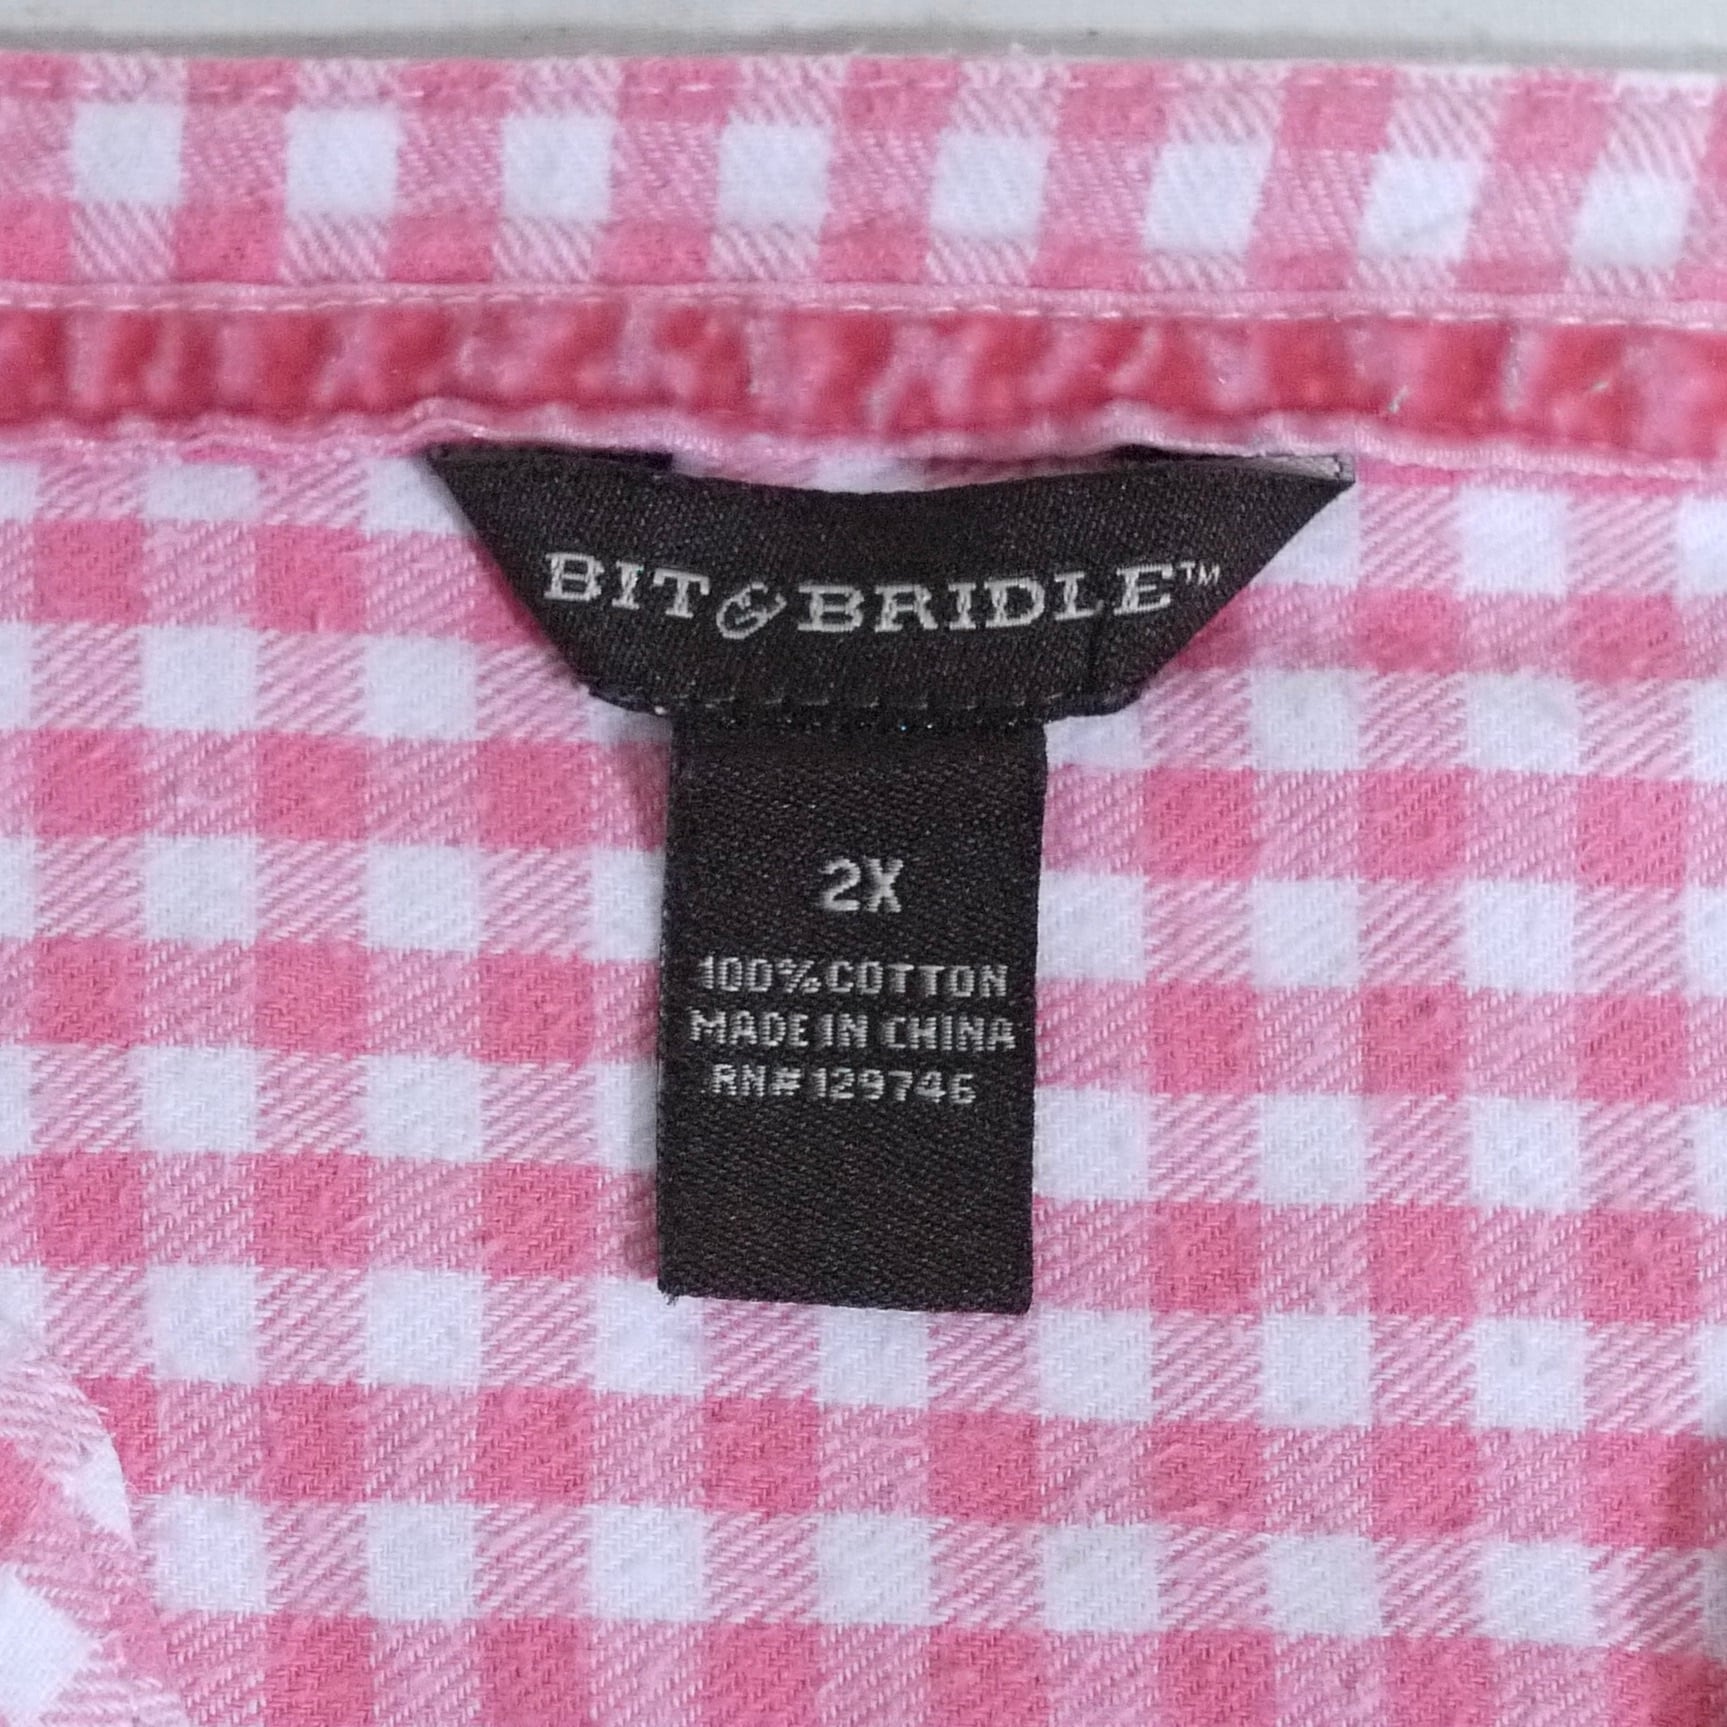 BIT & BRIDLE™
2X
100% COTTON
MADE IN CHINA
RN# 129746